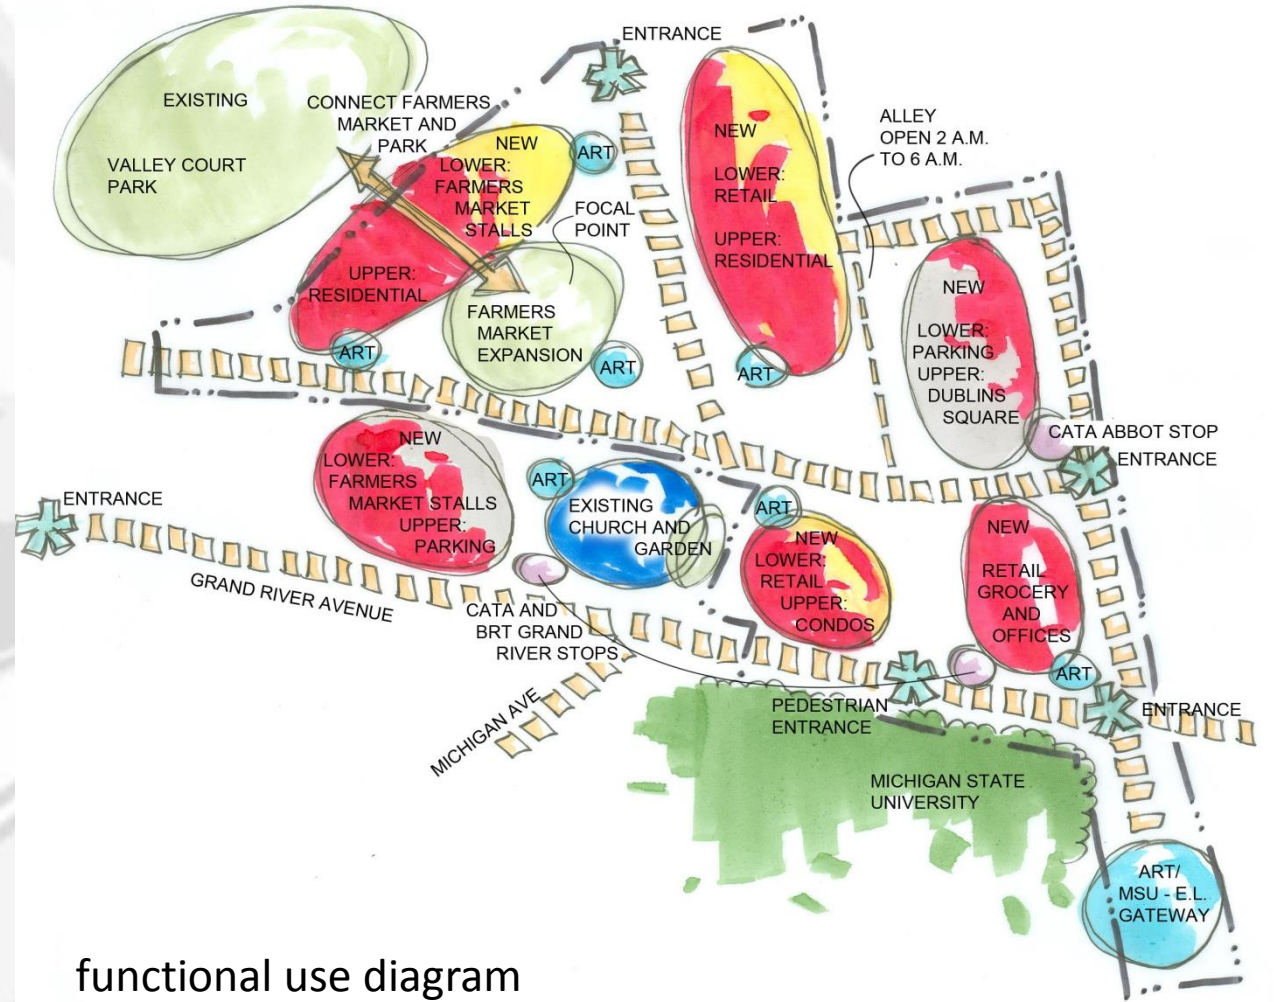 ENTRANCE
EXISTING
VALLEY COURT
PARK
CONNECT FARMERS
MARKET AND
PARK
NEW
LOWER:
FARMERS
MARKET
STALLS
UPPER:
RESIDENTIAL
ART
FOCAL
POINT
FARMERS
MARKET
EXPANSION
ART
ART
NEW
LOWER:
RETAIL
UPPER:
RESIDENTIAL
ART
ALLEY
OPEN 2 A.M.
TO 6 A.M.
NEW
LOWER:
PARKING
UPPER:
DUBLINS
SQUARE
CATA ABBOT STOP
ENTRANCE
ENTRANCE
GRAND RIVER AVENUE
NEW
LOWER:
FARMERS
MARKET STALLS
UPPER:
PARKING
ART
EXISTING
CHURCH AND
GARDEN
CATA AND
BRT GRAND
RIVER STOPS
MICHIGAN AVE
ART
NEW
LOWER:
RETAIL
UPPER:
CONDOS
NEW
RETAIL
GROCERY
AND
OFFICES
ART
PEDESTRIAN
ENTRANCE
ENTRANCE
MICHIGAN STATE
UNIVERSITY
ART/
MSU - E.L.
GATEWAY
functional use diagram